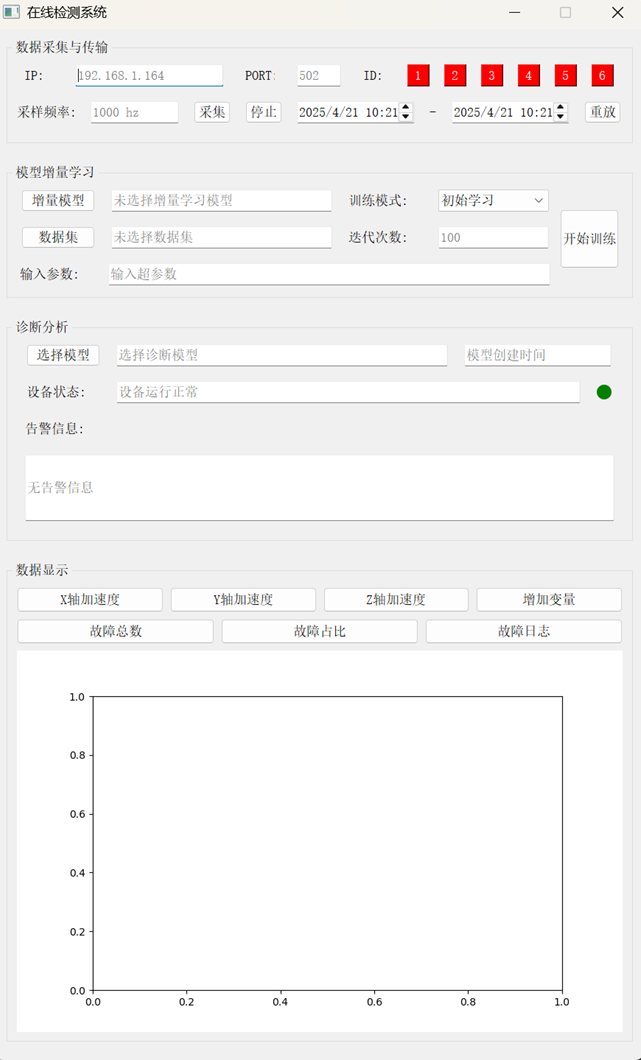 在线检测系统
数据采集与传输
IP: 192.168.1.164 PORT: 502 ID: 1 2 3 4 5 6
采样频率: 1000 hz 采集 停止 2025/4/21 10:21 - 2025/4/21 10:21 重放
模型增量学习
增量模型 未选择增量学习模型 训练模式: 初始学习
数据集 未选择数据集 迭代次数: 100 开始训练
输入参数: 输入超参数
诊断分析
选择模型 选择诊断模型 模型创建时间
设备状态: 设备运行正常
告警信息:
无告警信息
数据显示
X轴加速度 Y轴加速度 Z轴加速度 增加变量
故障总数 故障占比 故障日志
1.0
0.8
0.6
0.4
0.2
0.0
0.0 0.2 0.4 0.6 0.8 1.0